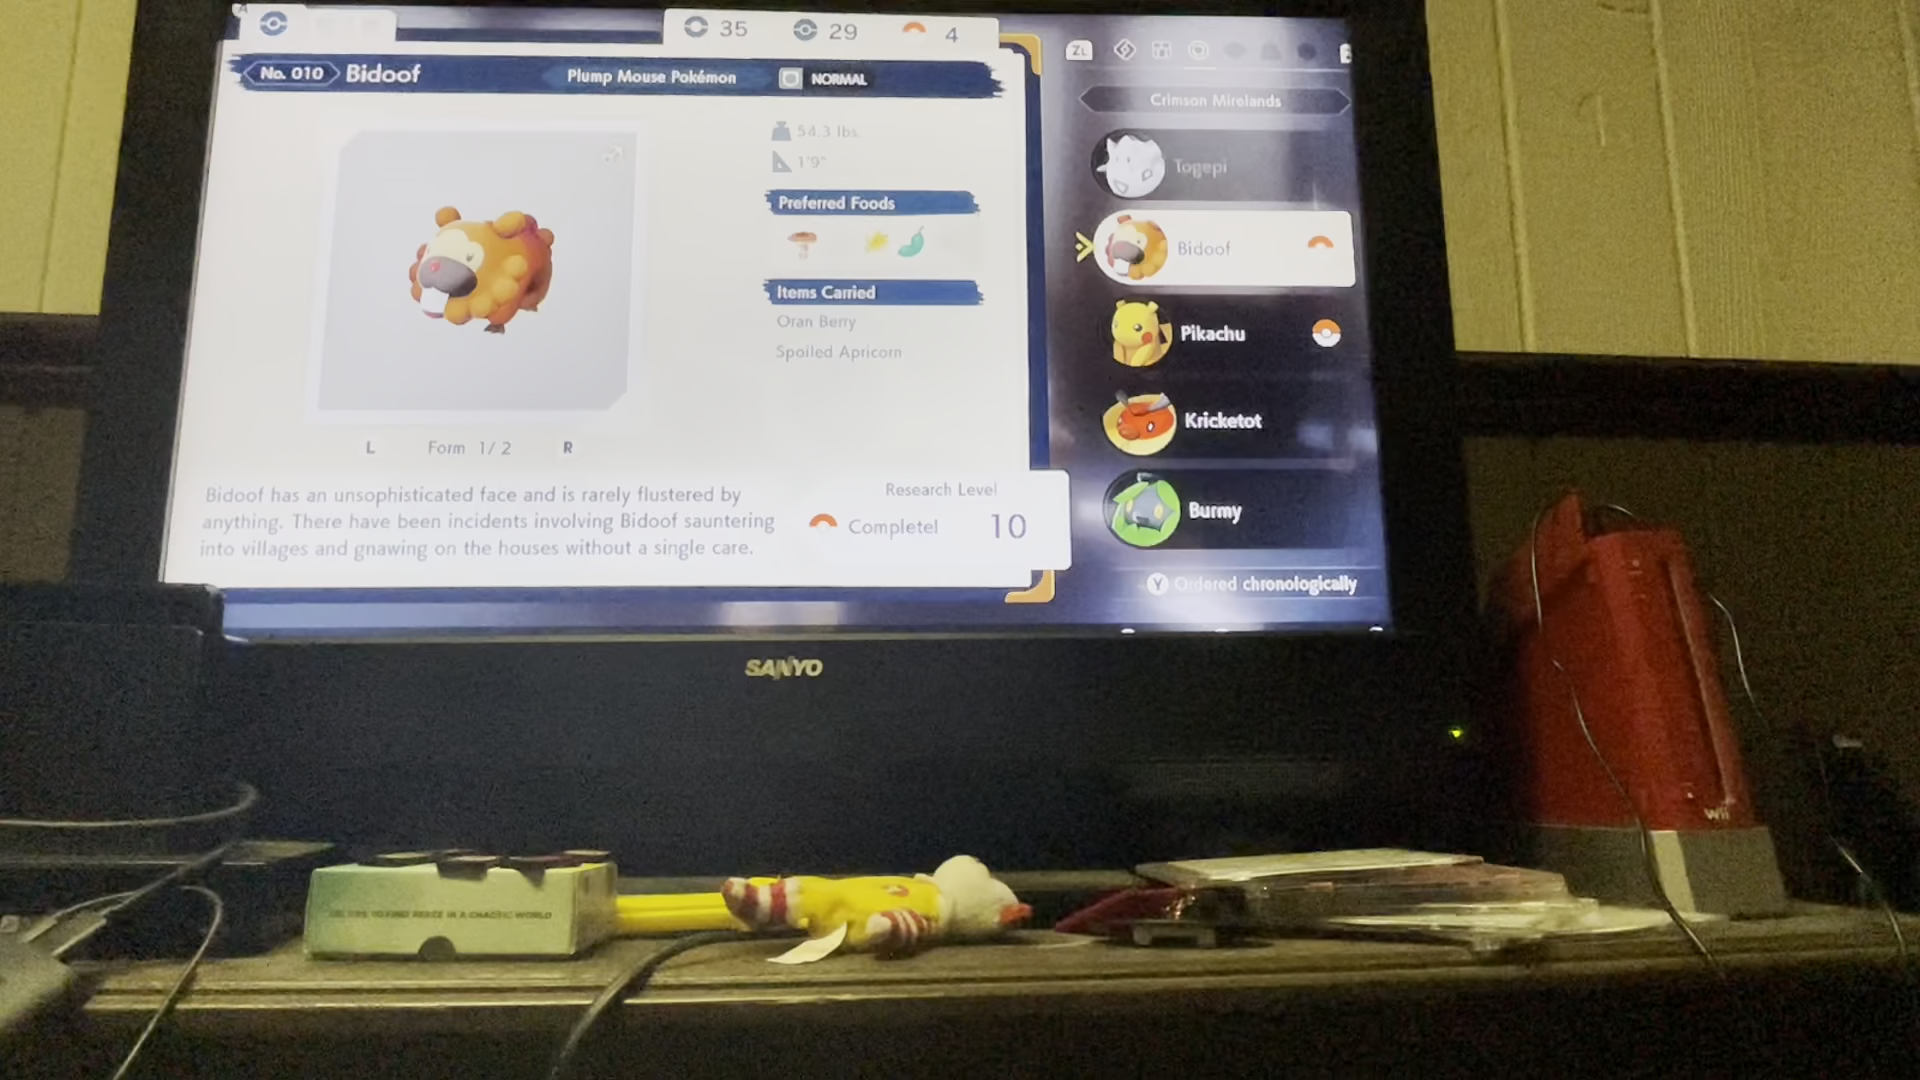 35 29 4
No. 010 Bidoof Plump Mouse Pokémon NORMAL
54.3 lbs.
1'9"
Preferred Foods
Items Carried
Oran Berry
Spoiled Apricorn
L Form 1/2 R
Bidoof has an unsophisticated face and is rarely flustered by
anything. There have been incidents involving Bidoof sauntering
into villages and gnawing on the houses without a single care.
Research Level
Complete! 10
ZL
Crimson Mirelands
Togepi
Bidoof
Pikachu
Kricketot
Burmy
Y Ordered chronologically
SANYO
Wii
IN A CHAOTIC WORLD